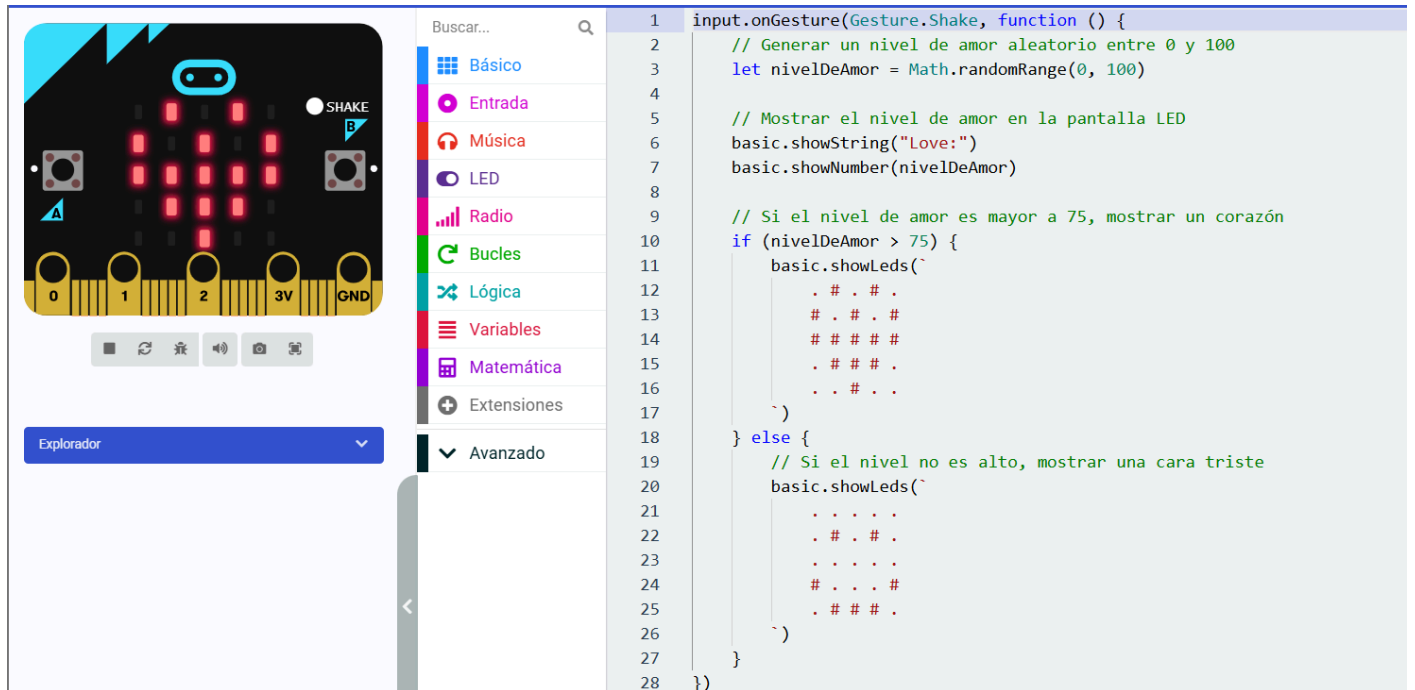 SHAKE
B
A
0 1 2 3V GND
Explorador
Buscar...
Básico
Entrada
Música
LED
Radio
Bucles
Lógica
Variables
Matemática
Extensiones
Avanzado
1 input.onGesture(Gesture.Shake, function () {
2     // Generar un nivel de amor aleatorio entre 0 y 100
3     let nivelDeAmor = Math.randomRange(0, 100)
4
5     // Mostrar el nivel de amor en la pantalla LED
6     basic.showString("Love:")
7     basic.showNumber(nivelDeAmor)
8
9     // Si el nivel de amor es mayor a 75, mostrar un corazón
10     if (nivelDeAmor > 75) {
11         basic.showLeds(`
12             . # . # .
13             # . # . #
14             # # # # #
15             . # # # .
16             . . # . .
17         `)
18     } else {
19         // Si el nivel no es alto, mostrar una cara triste
20         basic.showLeds(`
21             . . . . .
22             . # . # .
23             . . . . .
24             # . . . #
25             . # # # .
26         `)
27     }
28 })